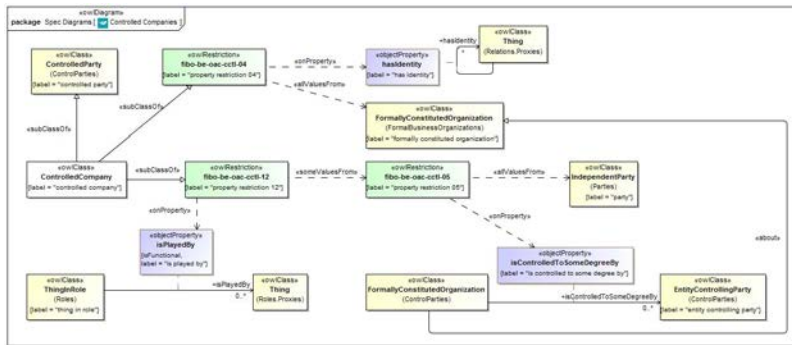 «owlDiagram»
package Spec Diagrams [ Controlled Companies ]
«owlClass»
ControlledParty
(ControlParties)
[label = "controlled party"]
«owlRestriction»
fibo-be-oac-cctl-04
[label = "property restriction 04"]
«onProperty»
«objectProperty»
hasIdentity
[label = "has identity"]
+hasIdentity
*
«owlClass»
Thing
(Relations.Proxies)
«allValuesFrom»
«subClassOf»
«subClassOf»
«owlClass»
FormallyConstitutedOrganization
(FormalBusinessOrganizations)
[label = "formally constituted organization"]
«owlClass»
ControlledCompany
[label = "controlled company"]
«subClassOf»
«owlRestriction»
fibo-be-oac-cctl-12
[label = "property restriction 12"]
«someValuesFrom»
«owlRestriction»
fibo-be-oac-cctl-05
[label = "property restriction 05"]
«allValuesFrom»
«owlClass»
IndependentParty
(Parties)
[label = "party"]
«onProperty»
«onProperty»
«objectProperty»
isPlayedBy
[isFunctional,
label = "is played by"]
«about»
«objectProperty»
isControlledToSomeDegreeBy
[label = "is controlled to some degree by"]
«owlClass»
ThingInRole
(Roles)
[label = "thing in role"]
+isPlayedBy
0..*
«owlClass»
Thing
(Roles.Proxies)
«owlClass»
FormallyConstitutedOrganization
(ControlParties)
+isControlledToSomeDegreeBy
0..*
«owlClass»
EntityControllingParty
(ControlParties)
[label = "entity controlling party"]